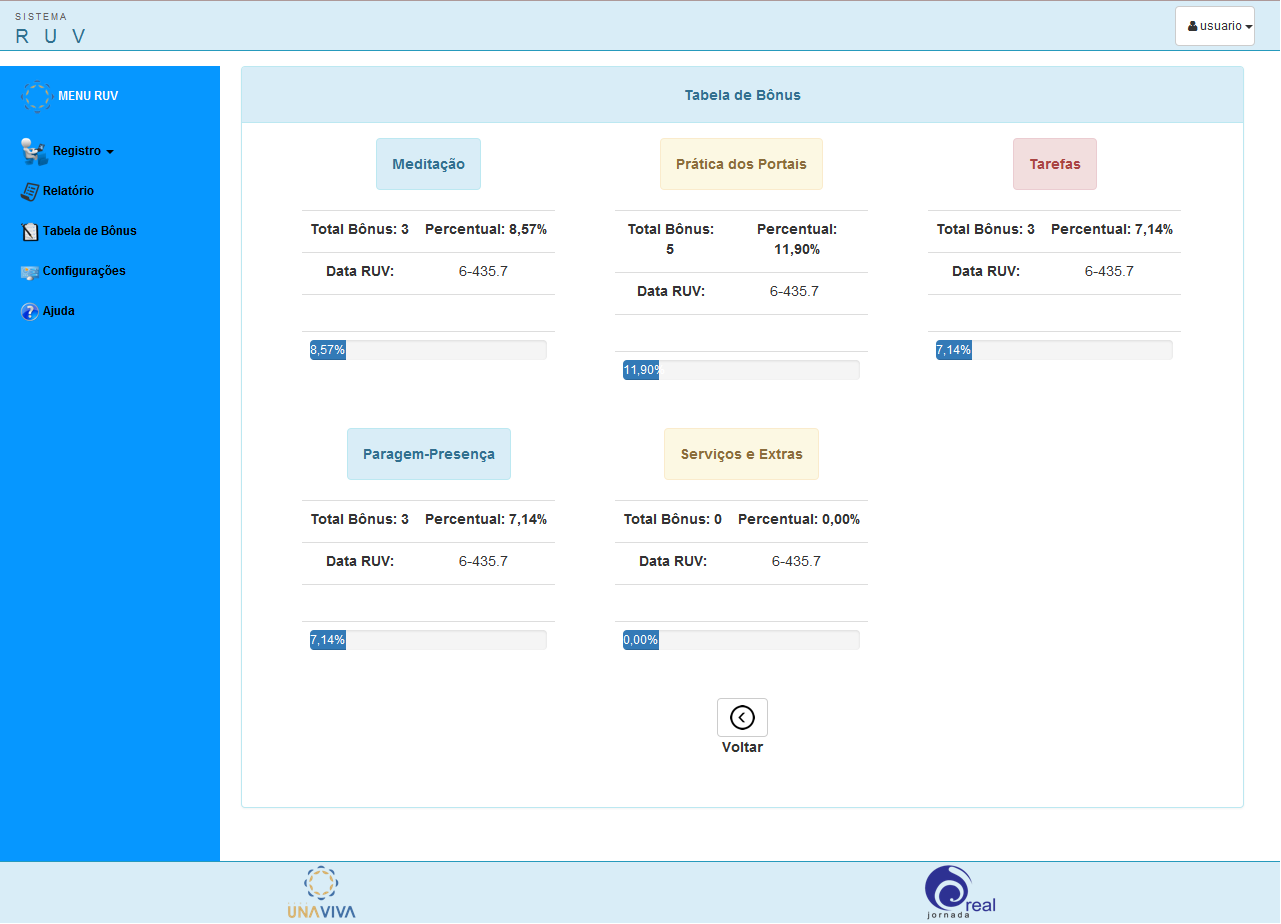 SISTEMA
R U V
usuario
MENU RUV
Registro
Relatório
Tabela de Bônus
Configurações
Ajuda
Tabela de Bônus
Meditação
Total Bônus: 3 Percentual: 8,57%
Data RUV: 6-435.7
8,57%
Prática dos Portais
Total Bônus: 5 Percentual: 11,90%
Data RUV: 6-435.7
11,90%
Tarefas
Total Bônus: 3 Percentual: 7,14%
Data RUV: 6-435.7
7,14%
Paragem-Presença
Total Bônus: 3 Percentual: 7,14%
Data RUV: 6-435.7
7,14%
Serviços e Extras
Total Bônus: 0 Percentual: 0,00%
Data RUV: 6-435.7
0,00%
Voltar
UNAVIVA
real
jornada